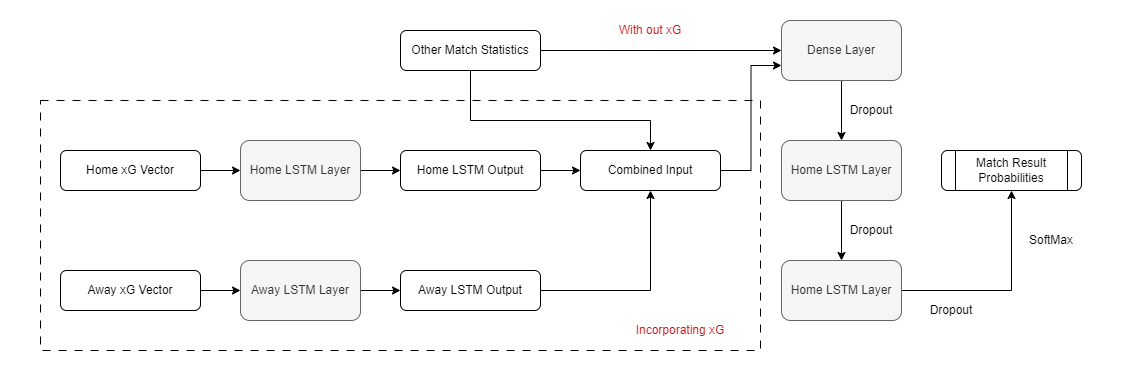 With out xG
Other Match Statistics
Dense Layer
Dropout
Home xG Vector
Home LSTM Layer
Home LSTM Output
Combined Input
Home LSTM Layer
Match Result
Probabilities
Dropout
SoftMax
Away xG Vector
Away LSTM Layer
Away LSTM Output
Home LSTM Layer
Dropout
Incorporating xG